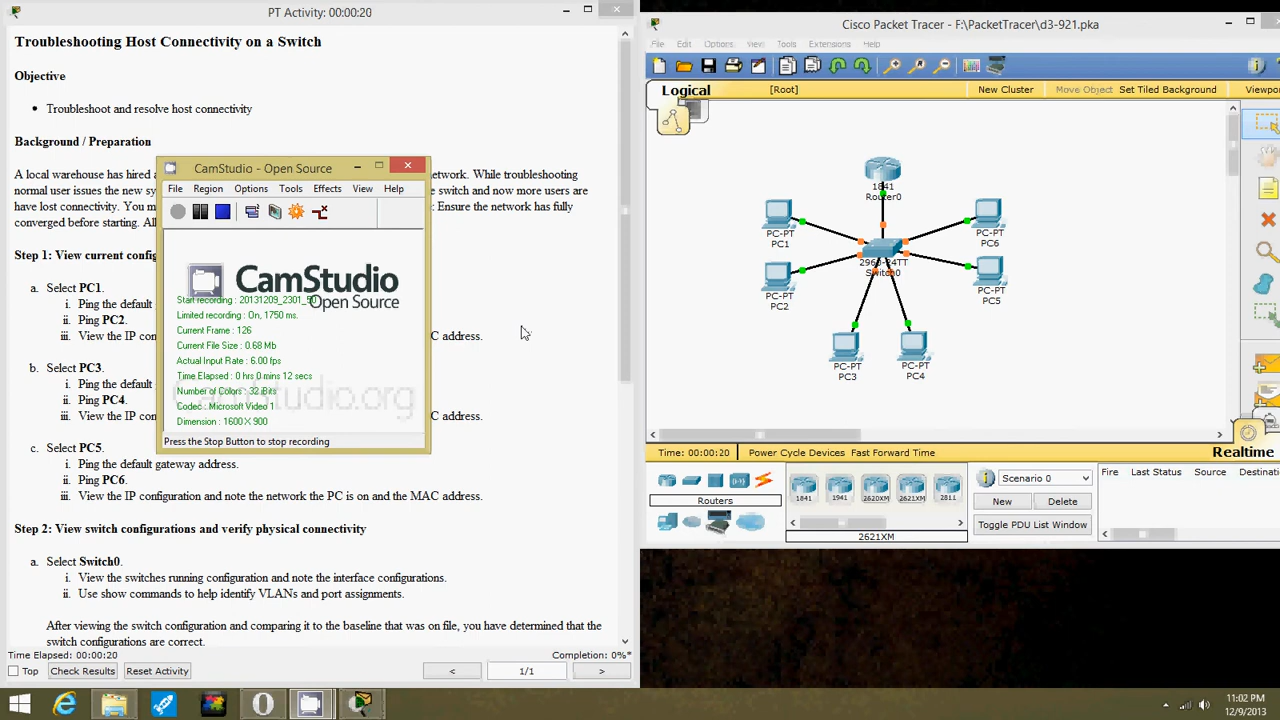 PT Activity: 00:00:20
Troubleshooting Host Connectivity on a Switch
Objective
Troubleshoot and resolve host connectivity
Background / Preparation
A local warehouse has hired a
etwork. While troubleshooting
normal user issues the new sy
e switch and now more users are
have lost connectivity. You m
: Ensure the network has fully
converged before starting. All
Step 1: View current config
a. Select PC1.
i. Ping the default
ii. Ping PC2.
iii. View the IP con
C address.
b. Select PC3.
i. Ping the default
ii. Ping PC4.
iii. View the IP con
C address.
c. Select PC5.
i. Ping the default gateway address.
ii. Ping PC6.
iii. View the IP configuration and note the network the PC is on and the MAC address.
Step 2: View switch configurations and verify physical connectivity
a. Select Switch0.
i. View the switches running configuration and note the interface configurations.
ii. Use show commands to help identify VLANs and port assignments.
After viewing the switch configuration and comparing it to the baseline that was on file, you have determined that the
switch configurations are correct.
Time Elapsed: 00:00:20
Completion: 0%*
Top
Check Results
Reset Activity
<
1/1
>
CamStudio - Open Source
File Region Options Tools Effects View Help
CamStudio
Open Source
Start recording : 20131209_2301_50
Limited recording : On, 1750 ms.
Current Frame : 126
Current File Size : 0.68 Mb
Actual Input Rate : 6.00 fps
Time Elapsed : 0 hrs 0 mins 12 secs
Number of Colors : 32 Bits
Codec : Microsoft Video 1
Dimension : 1600 X 900
CamStudio.org
Press the Stop Button to stop recording
Cisco Packet Tracer - F:\PacketTracer\d3-921.pka
File Edit Options View Tools Extensions Help
Logical
[Root]
New Cluster
Move Object
Set Tiled Background
Viewpo
1841
Router0
PC-PT
PC1
PC-PT
PC6
2960-24TT
Switch0
PC-PT
PC2
PC-PT
PC5
PC-PT
PC3
PC-PT
PC4
Time: 00:00:20
Power Cycle Devices Fast Forward Time
Realtime
Routers
1841
1941
2620XM
2621XM
2811
2621XM
Scenario 0
New
Delete
Toggle PDU List Window
Fire
Last Status
Source
Destinati
11:02 PM
12/9/2013